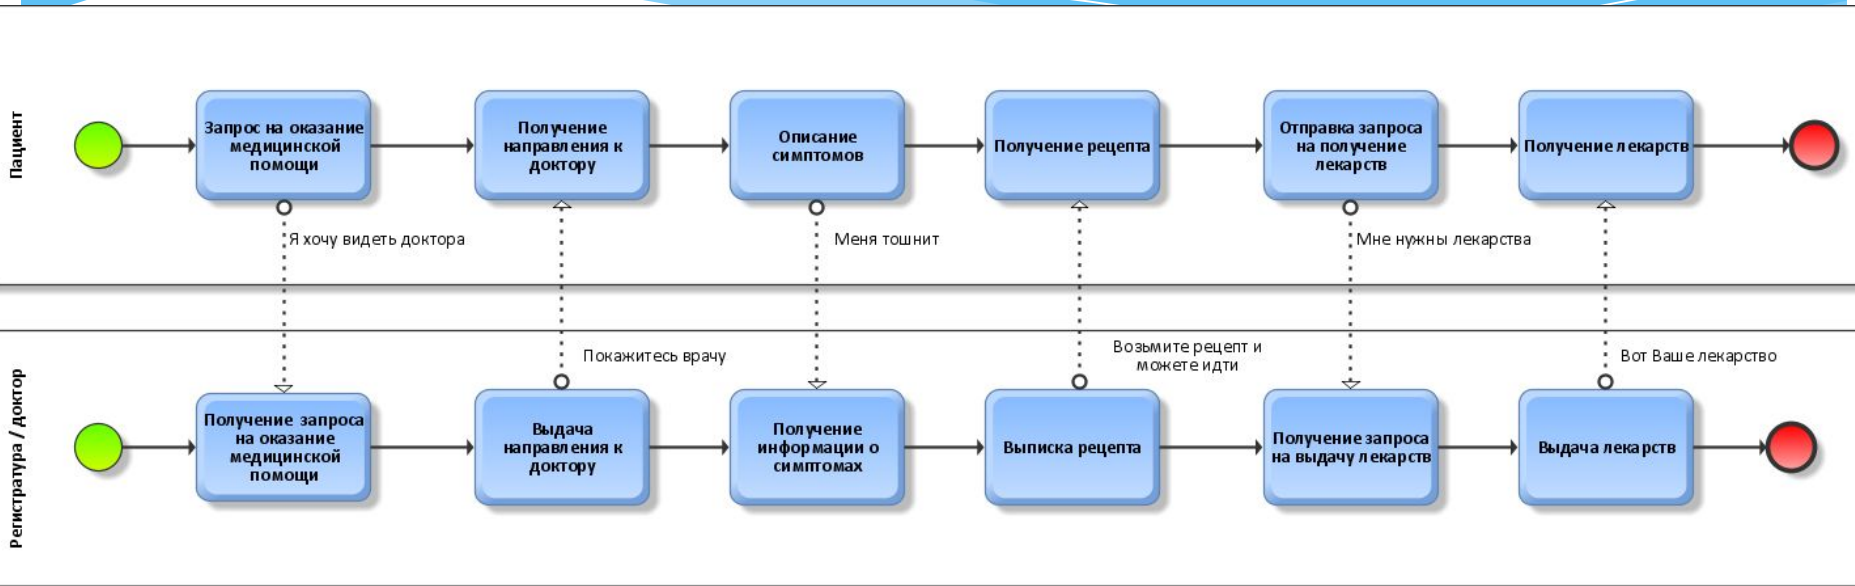 Пациент
Запрос на оказание
медицинской
помощи
Получение
направления к
доктору
Описание
симптомов
Получение рецепта
Отправка запроса
на получение
лекарств
Получение лекарств
Я хочу видеть доктора
Меня тошнит
Мне нужны лекарства
Покажитесь врачу
Возьмите рецепт и
можете идти
Вот Ваше лекарство
Регистратура / доктор
Получение запроса
на оказание
медицинской
помощи
Выдача
направления к
доктору
Получение
информации о
симптомах
Выписка рецепта
Получение запроса
на выдачу лекарств
Выдача лекарств